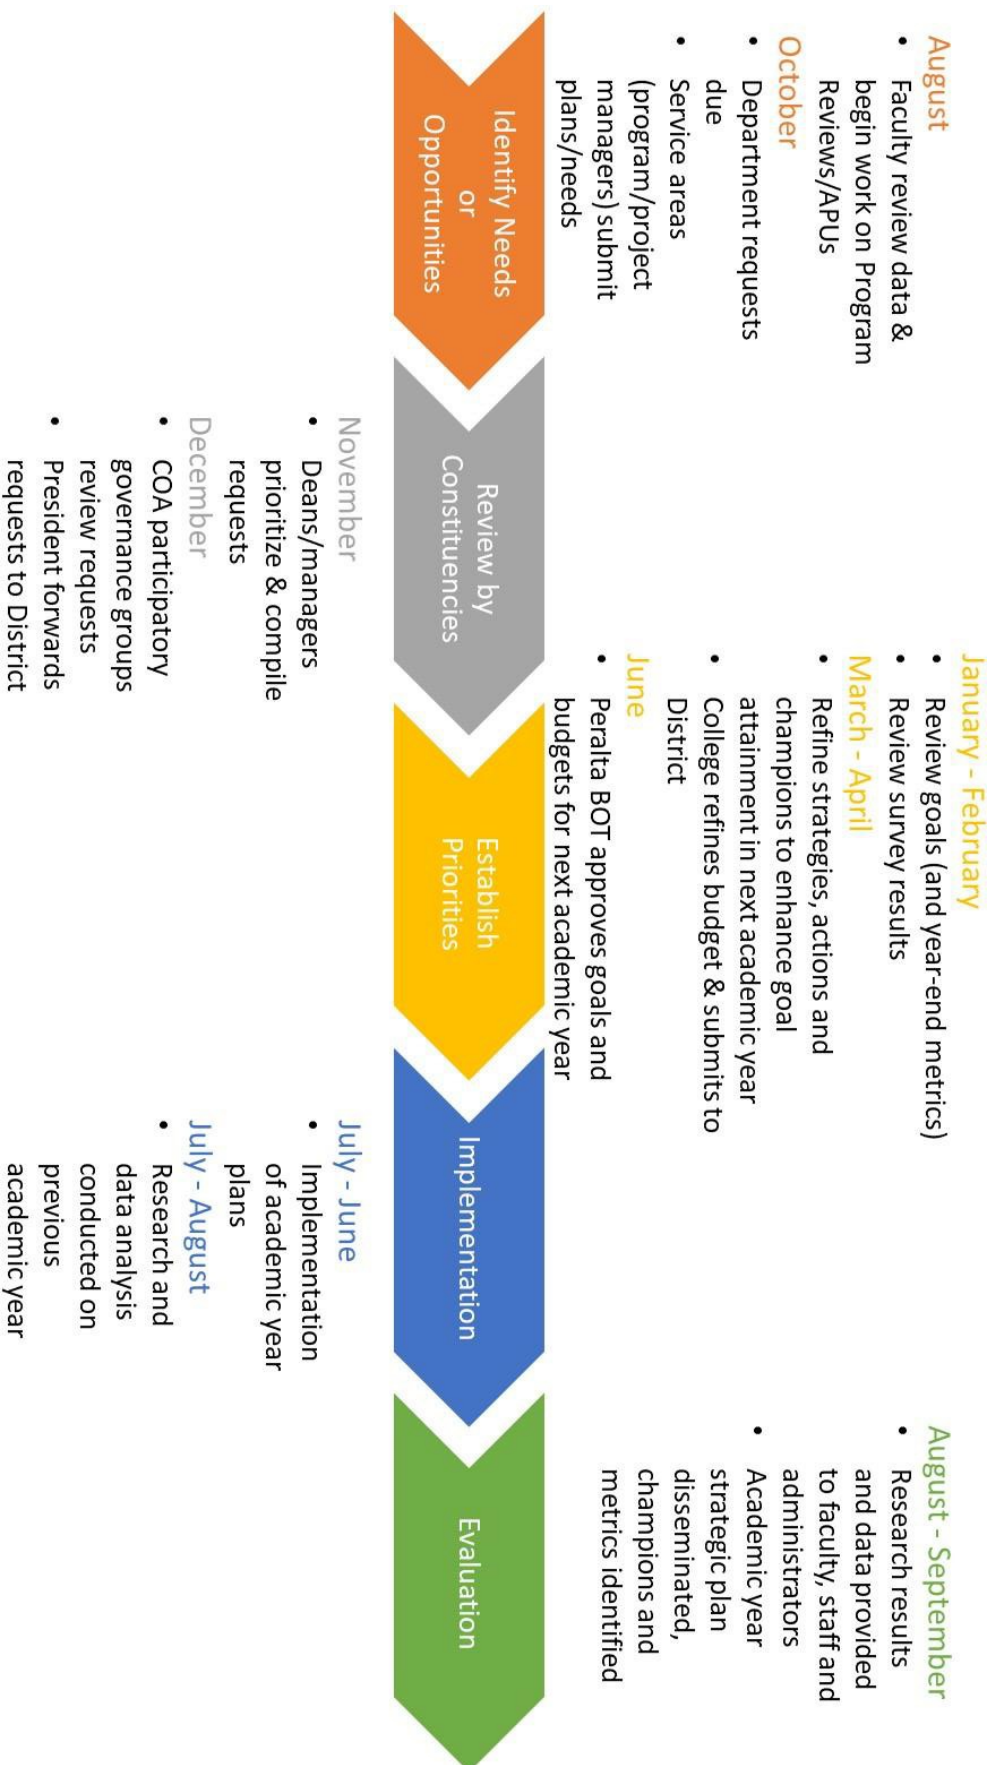 August
• Faculty review data &
begin work on Program
Reviews/APUs
October
• Department requests
due
• Service areas
(program/project
managers) submit
plans/needs
Identify Needs
or
Opportunities
Review by
Constituencies
November
• Deans/managers
prioritize & compile
requests
December
• COA participatory
governance groups
review requests
• President forwards
requests to District
January - February
• Review goals (and year-end metrics)
• Review survey results
March - April
• Refine strategies, actions and
champions to enhance goal
attainment in next academic year
• College refines budget & submits to
District
June
• Peralta BOT approves goals and
budgets for next academic year
Establish
Priorities
Implementation
July - June
• Implementation
of academic year
plans
July - August
• Research and
data analysis
conducted on
previous
academic year
August - September
• Research results
and data provided
to faculty, staff and
administrators
• Academic year
strategic plan
disseminated,
champions and
metrics identified
Evaluation